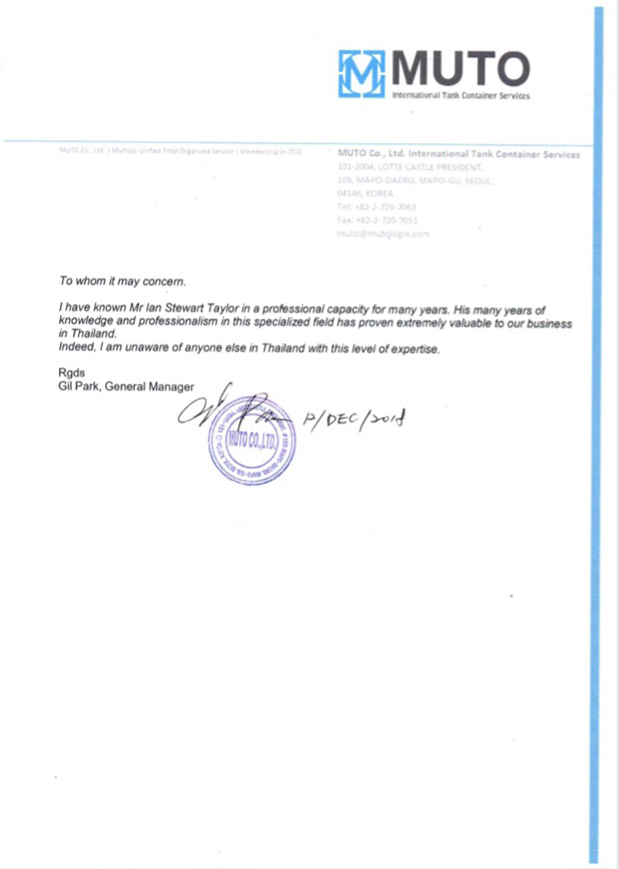 MUTO
International Tank Container Services
MUTO Co., Ltd. | Multiple Unified Total Organized Service | Membership in ITCO
MUTO Co., Ltd. International Tank Container Services
101-2004, LOTTE CASTLE PRESIDENT,
109, MAPO-DAERO, MAPO-GU, SEOUL,
04146, KOREA
Tel: +82-2-720-7063
Fax: +82-2-720-7053
muto@mutologix.com
To whom it may concern.
I have known Mr Ian Stewart Taylor in a professional capacity for many years. His many years of
knowledge and professionalism in this specialized field has proven extremely valuable to our business
in Thailand.
Indeed, I am unaware of anyone else in Thailand with this level of expertise.
Rgds
Gil Park, General Manager
/DEC/2018
MUTO CO.,LTD.